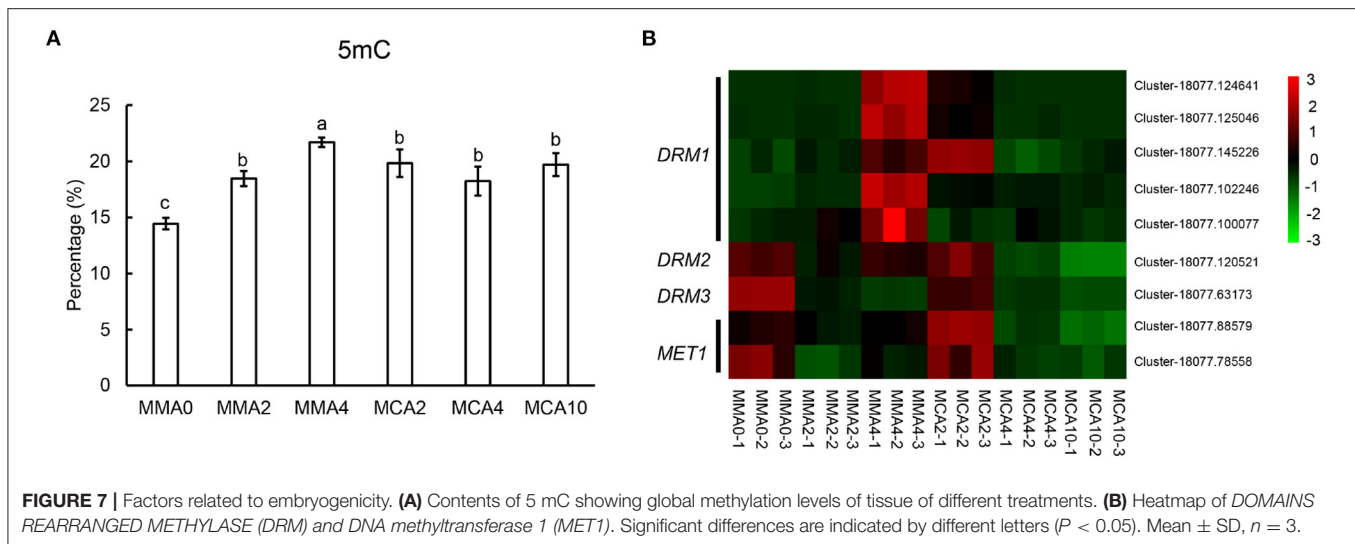 A
5mC
Percentage (%)
25
20
15
10
5
0
c
b
a
b
b
b
MMA0 MMA2 MMA4 MCA2 MCA4 MCA10
B
DRM1
DRM2
DRM3
MET1
Cluster-18077.124641
Cluster-18077.125046
Cluster-18077.145226
Cluster-18077.102246
Cluster-18077.100077
Cluster-18077.120521
Cluster-18077.63173
Cluster-18077.88579
Cluster-18077.78558
3
2
1
0
-1
-2
-3
MMA0-1
MMA0-2
MMA0-3
MMA2-1
MMA2-2
MMA2-3
MMA4-1
MMA4-2
MMA4-3
MCA2-1
MCA2-2
MCA2-3
MCA4-1
MCA4-2
MCA4-3
MCA10-1
MCA10-2
MCA10-3
FIGURE 7 | Factors related to embryogenicity. (A) Contents of 5 mC showing global methylation levels of tissue of different treatments. (B) Heatmap of DOMAINS
REARRANGED METHYLASE (DRM) and DNA methyltransferase 1 (MET1). Significant differences are indicated by different letters (P < 0.05). Mean ± SD, n = 3.